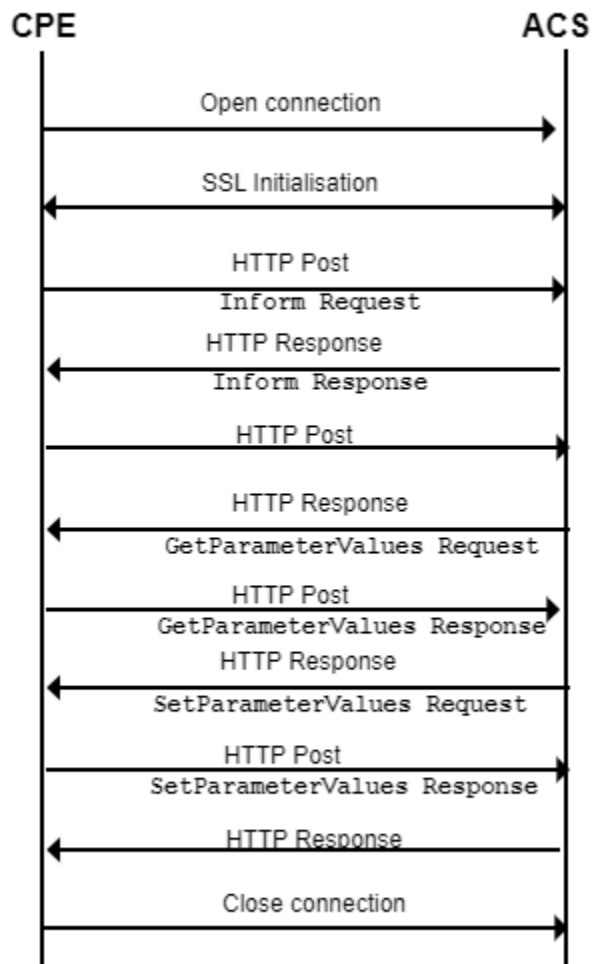 CPE ACS
Open connection
SSL Initialisation
HTTP Post
Inform Request
HTTP Response
Inform Response
HTTP Post
HTTP Response
GetParameterValues Request
HTTP Post
GetParameterValues Response
HTTP Response
SetParameterValues Request
HTTP Post
SetParameterValues Response
HTTP Response
Close connection